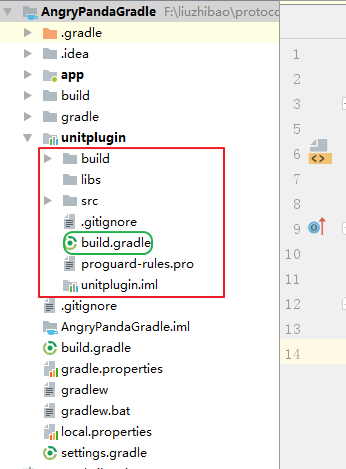 AngryPandaGradle F:\liuzhibao\protoco
.gradle
.idea
app
build
gradle
unitplugin
build
libs
src
.gitignore
build.gradle
proguard-rules.pro
unitplugin.iml
.gitignore
AngryPandaGradle.iml
build.gradle
gradle.properties
gradlew
gradlew.bat
local.properties
settings.gradle
1
2
3
6
7
8
9
10
11
12
13
14